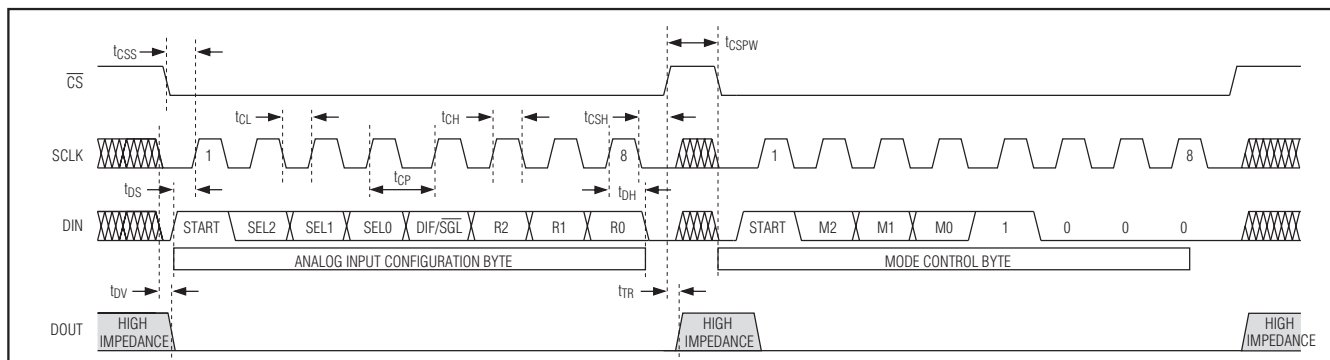 tCSS
tCSPW
CS
tCL
tCH
tCSH
SCLK
1
8
1
8
tDS
tCP
tDH
DIN
START SEL2 SEL1 SEL0 DIF/SGL R2 R1 R0
START M2 M1 M0 1 0 0 0
ANALOG INPUT CONFIGURATION BYTE
MODE CONTROL BYTE
tDV
tTR
DOUT
HIGH
IMPEDANCE
HIGH
IMPEDANCE
HIGH
IMPEDANCE